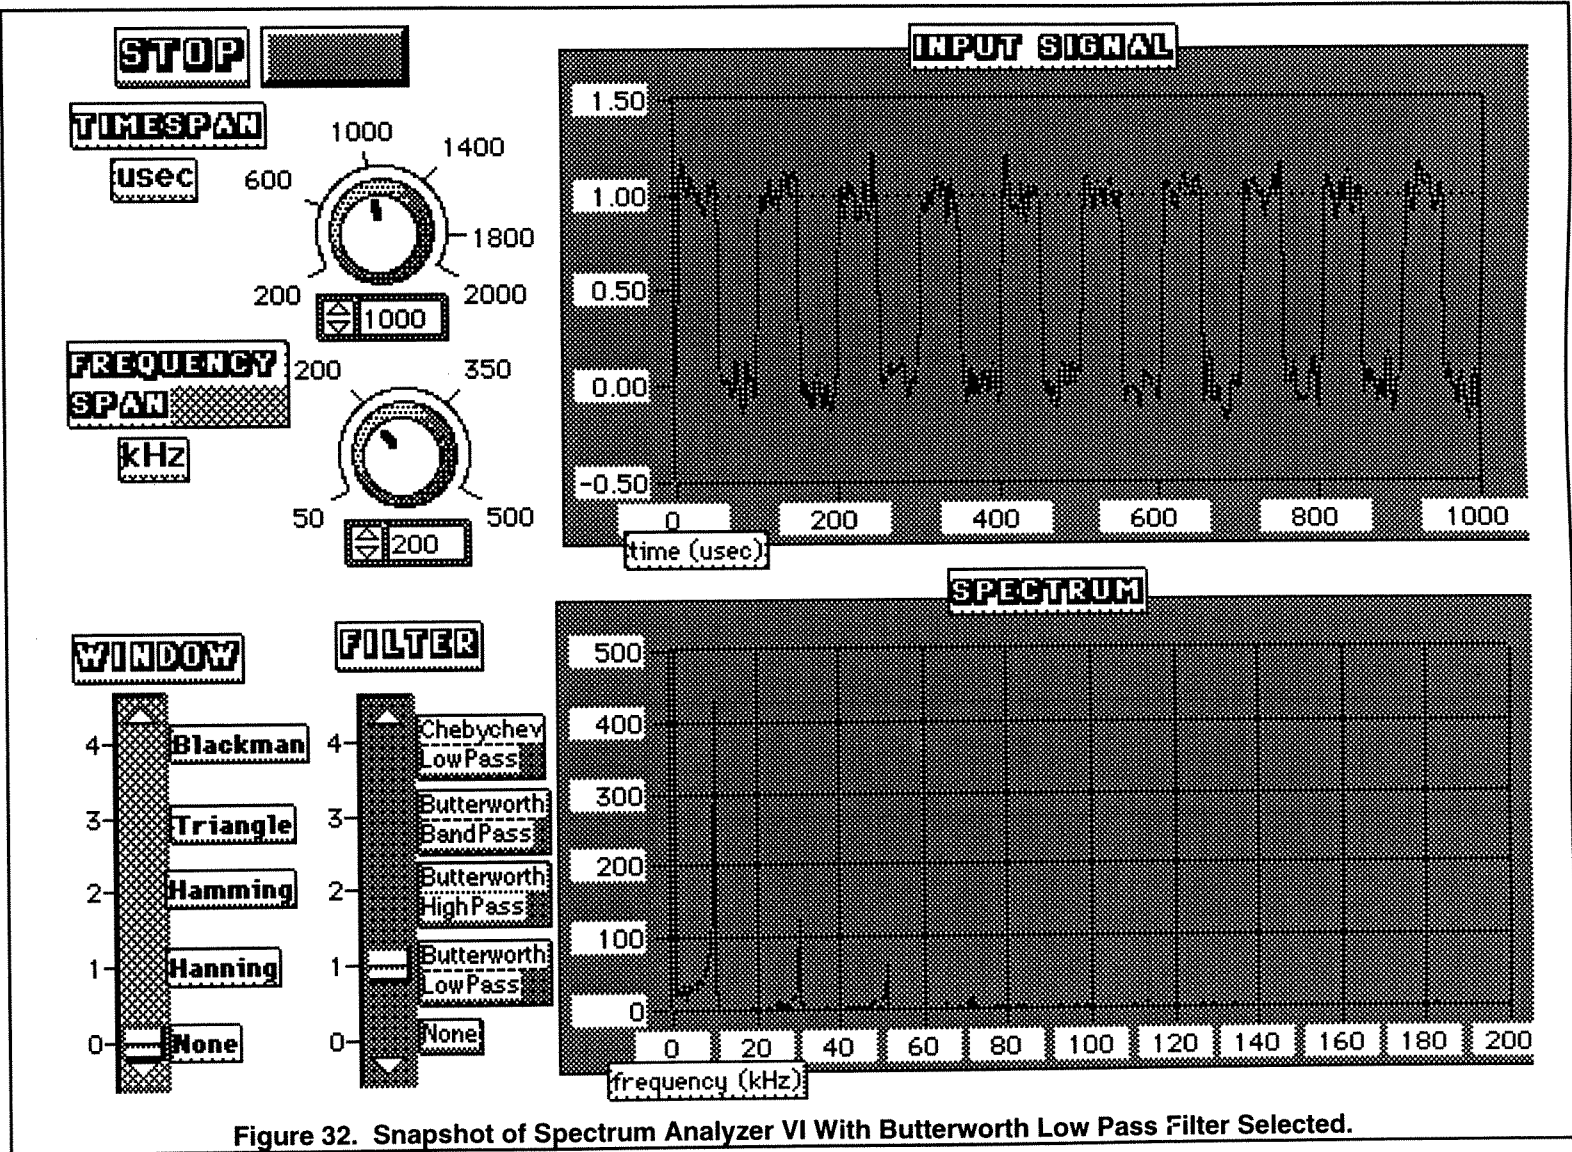 STOP
TIMESPAN
usec
200
600
1000
1400
1800
2000
1000
FREQUENCY
SPAN
kHz
50
200
350
500
200
WINDOW
4
Blackman
3
Triangle
2
Hamming
1
Hanning
0
None
FILTER
4
Chebychev
LowPass
3
Butterworth
BandPass
2
Butterworth
HighPass
1
Butterworth
LowPass
0
None
INPUT SIGNAL
1.50
1.00
0.50
0.00
-0.50
0 200 400 600 800 1000
time (usec)
SPECTRUM
500
400
300
200
100
0
0 20 40 60 80 100 120 140 160 180 200
frequency (kHz)
Figure 32. Snapshot of Spectrum Analyzer VI With Butterworth Low Pass Filter Selected.